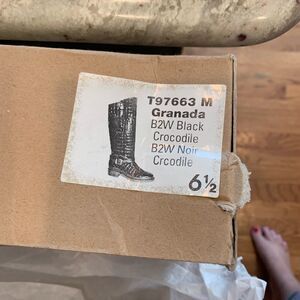 T97663 M
Granada
B2W Black
Crocodile
B2W Noir
Crcodile
6½